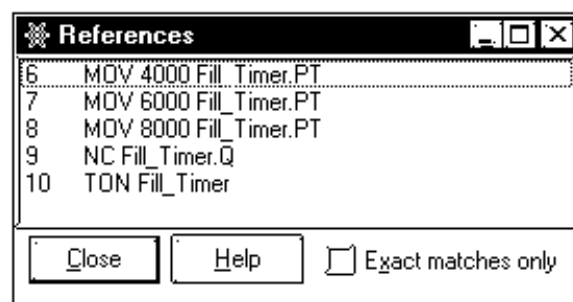 References
6 MOV 4000 Fill_Timer.PT
7 MOV 6000 Fill_Timer.PT
8 MOV 8000 Fill_Timer.PT
9 NC Fill_Timer.Q
10 TON Fill_Timer
Close Help Exact matches only